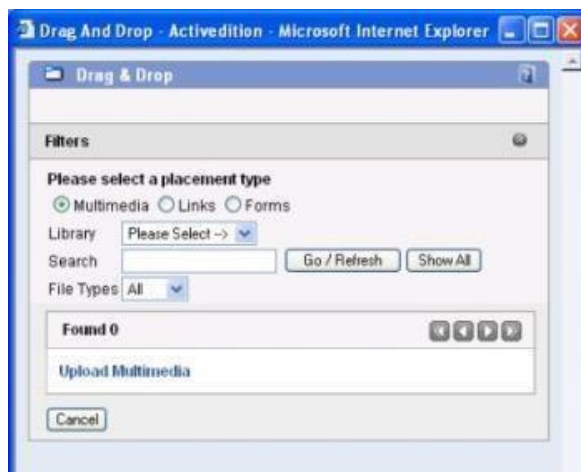 Drag And Drop - Activedition - Microsoft Internet Explorer
Drag & Drop
Filters
Please select a placement type
Multimedia Links Forms
Library Please Select -->
Search Go / Refresh Show All
File Types All
Found 0
Upload Multimedia
Cancel